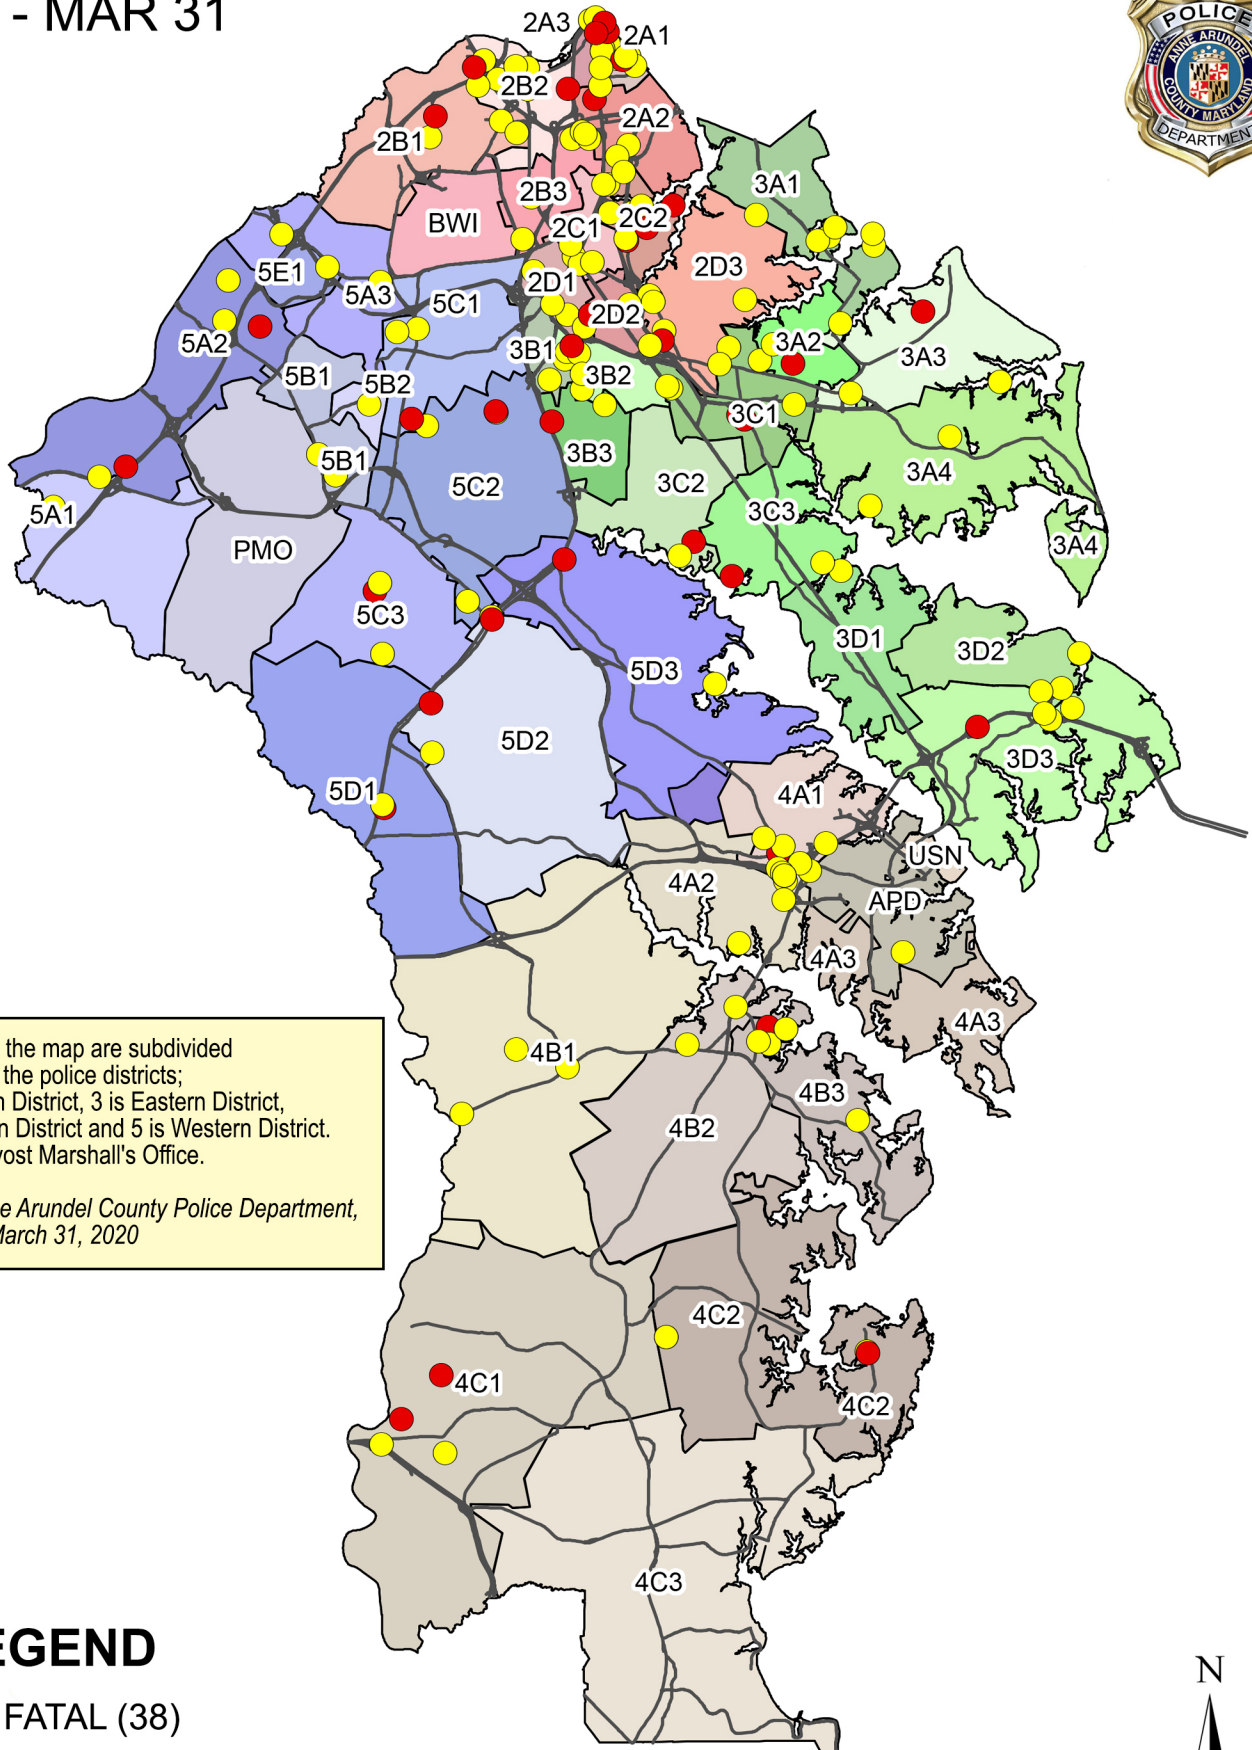 - MAR 31
POLICE
ANNE ARUNDEL
COUNTY MARYLAND
DEPARTMENT
2A3
2A1
2B2
2A2
2B1
3A1
2B3
BWI
2C1
2C2
2D3
5E1
2D1
5A3
5C1
2D2
5A2
3A2
3B1
3A3
5B1
5B2
3B2
3C1
3B3
5B1
3A4
5C2
3C2
3C3
5A1
PMO
3A4
5C3
3D1
3D2
5D3
5D2
3D3
5D1
4A1
USN
4A2
APD
4A3
4A3
4B1
4B3
4B2
4C2
4C1
4C2
4C3
the map are subdivided
the police districts;
n District, 3 is Eastern District,
n District and 5 is Western District.
vost Marshall's Office.
e Arundel County Police Department,
March 31, 2020
EGEND
FATAL (38)
N